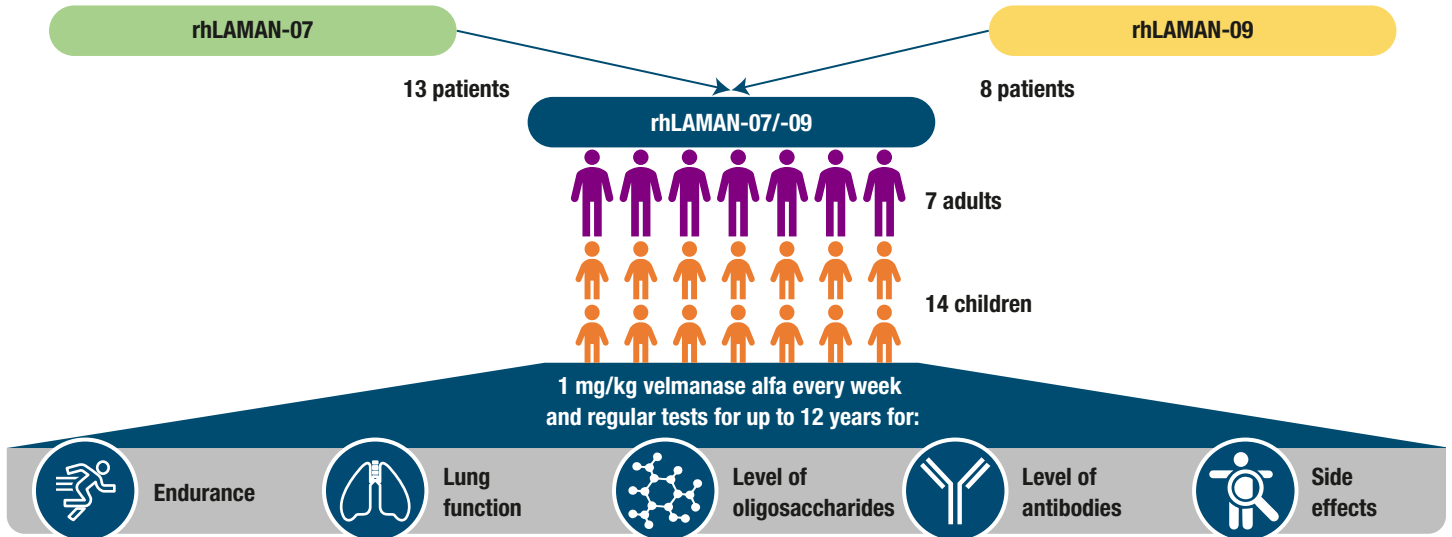 rhLAMAN-07
rhLAMAN-09
13 patients
8 patients
rhLAMAN-07/-09
7 adults
14 children
1 mg/kg velmanase alfa every week
and regular tests for up to 12 years for:
Endurance
Lung
function
Level of
oligosaccharides
Level of
antibodies
Side
effects